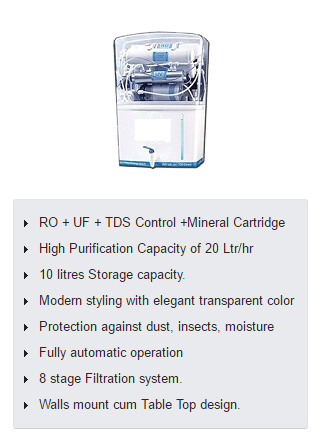 RO + UF + TDS Control +Mineral Cartridge
High Purification Capacity of 20 Ltr/hr
10 litres Storage capacity.
Modern styling with elegant transparent color
Protection against dust, insects, moisture
Fully automatic operation
8 stage Filtration system.
Walls mount cum Table Top design.